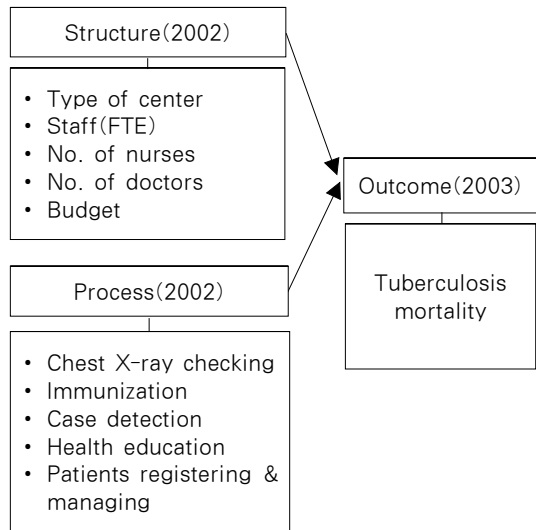 Structure(2002)
• Type of center
• Staff(FTE)
• No. of nurses
• No. of doctors
• Budget
Process(2002)
• Chest X-ray checking
• Immunization
• Case detection
• Health education
• Patients registering &
managing
Outcome(2003)
Tuberculosis
mortality